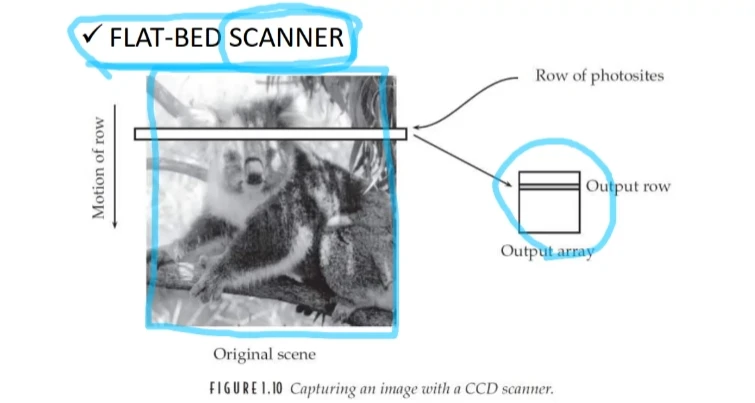 ✓ FLAT-BED SCANNER
Row of photosites
Motion of row
Output row
Output array
Original scene
FIGURE 1.10 Capturing an image with a CCD scanner.